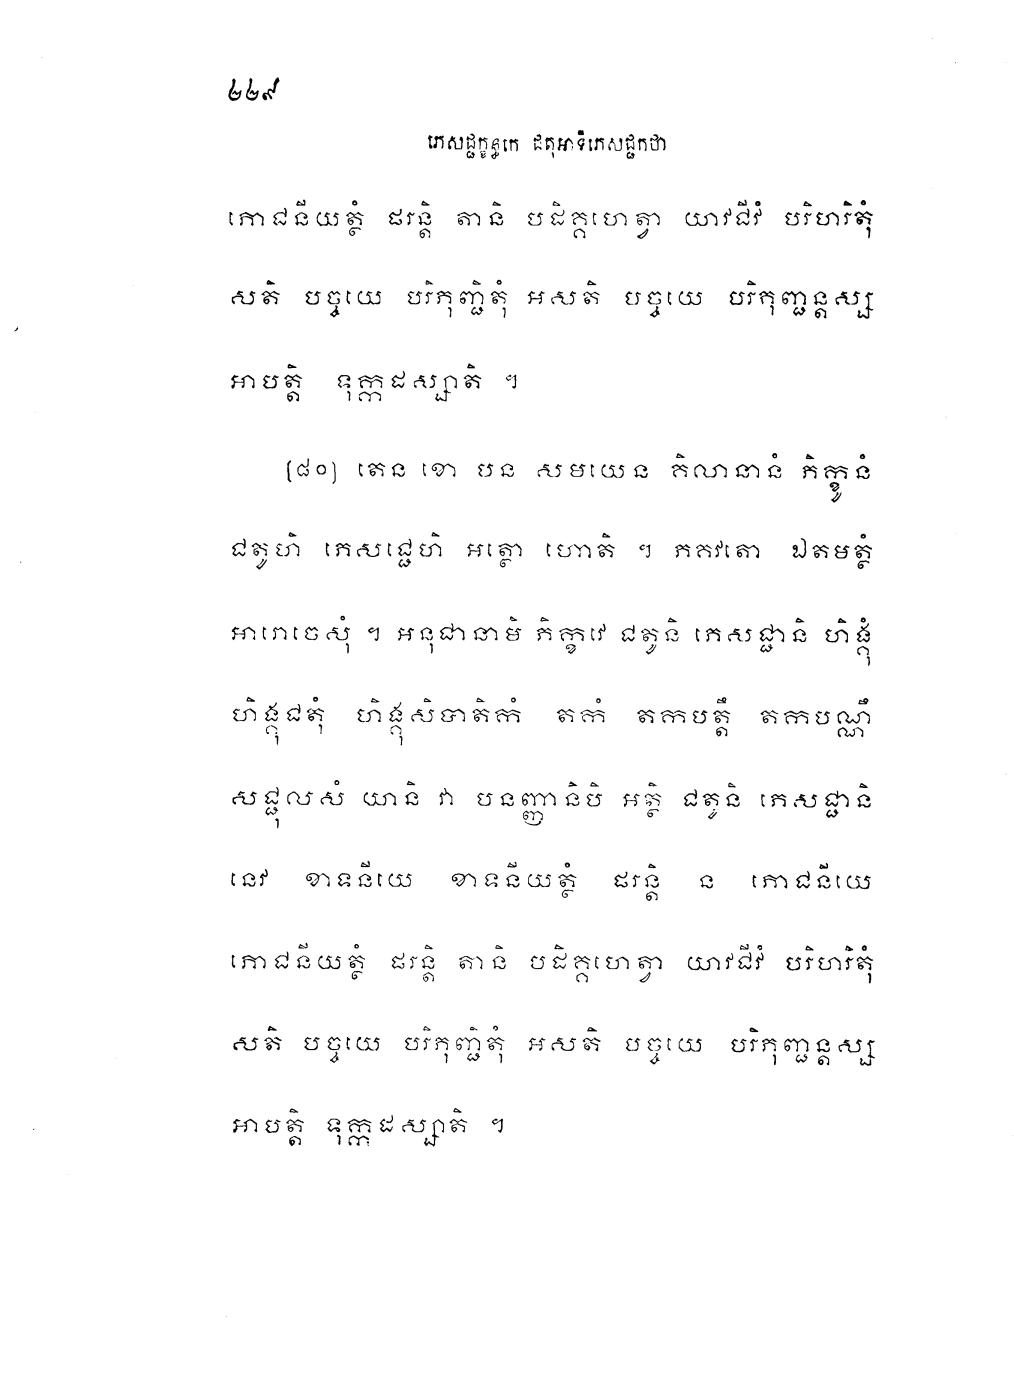 ២២៩
ភេសជ្ជក្ខន្ធកេ ជតុអាទិភេសជ្ជកថា
ភោជនីយត្ថំ ផរន្តិ តានិ បដិគ្គហេត្វា យាវជីវំ បរិហរិតុំ
សតិ បច្ចយេ បរិភុញ្ជិតុំ អសតិ បច្ចយេ បរិភុញ្ជន្តស្ស
អាបត្តិ ទុក្កដស្សាតិ ។
(៨០) តេន ខោ បន សមយេន គិលានានំ ភិក្ខូនំ
ជតូហិ ភេសជ្ជេហិ អត្ថោ ហោតិ ។ ភគវតោ ឯតមត្ថំ
អារោចេសុំ ។ អនុជានាមិ ភិក្ខវេ ជតូនិ ភេសជ្ជានិ ហិង្គុំ
ហិង្គុជតុំ ហិង្គុសិបាតិកំ តកំ តកបត្តឹ តកបណ្ណឹ
សជ្ជុលសំ យានិ វា បនញ្ញានិបិ អត្ថិ ជតូនិ ភេសជ្ជានិ
នេវ ខាទនីយេ ខាទនីយត្ថំ ផរន្តិ ន ភោជនីយេ
ភោជនីយត្ថំ ផរន្តិ តានិ បដិគ្គហេត្វា យាវជីវំ បរិហរិតុំ
សតិ បច្ចយេ បរិភុញ្ជិតុំ អសតិ បច្ចយេ បរិភុញ្ជន្តស្ស
អាបត្តិ ទុក្កដស្សាតិ ។